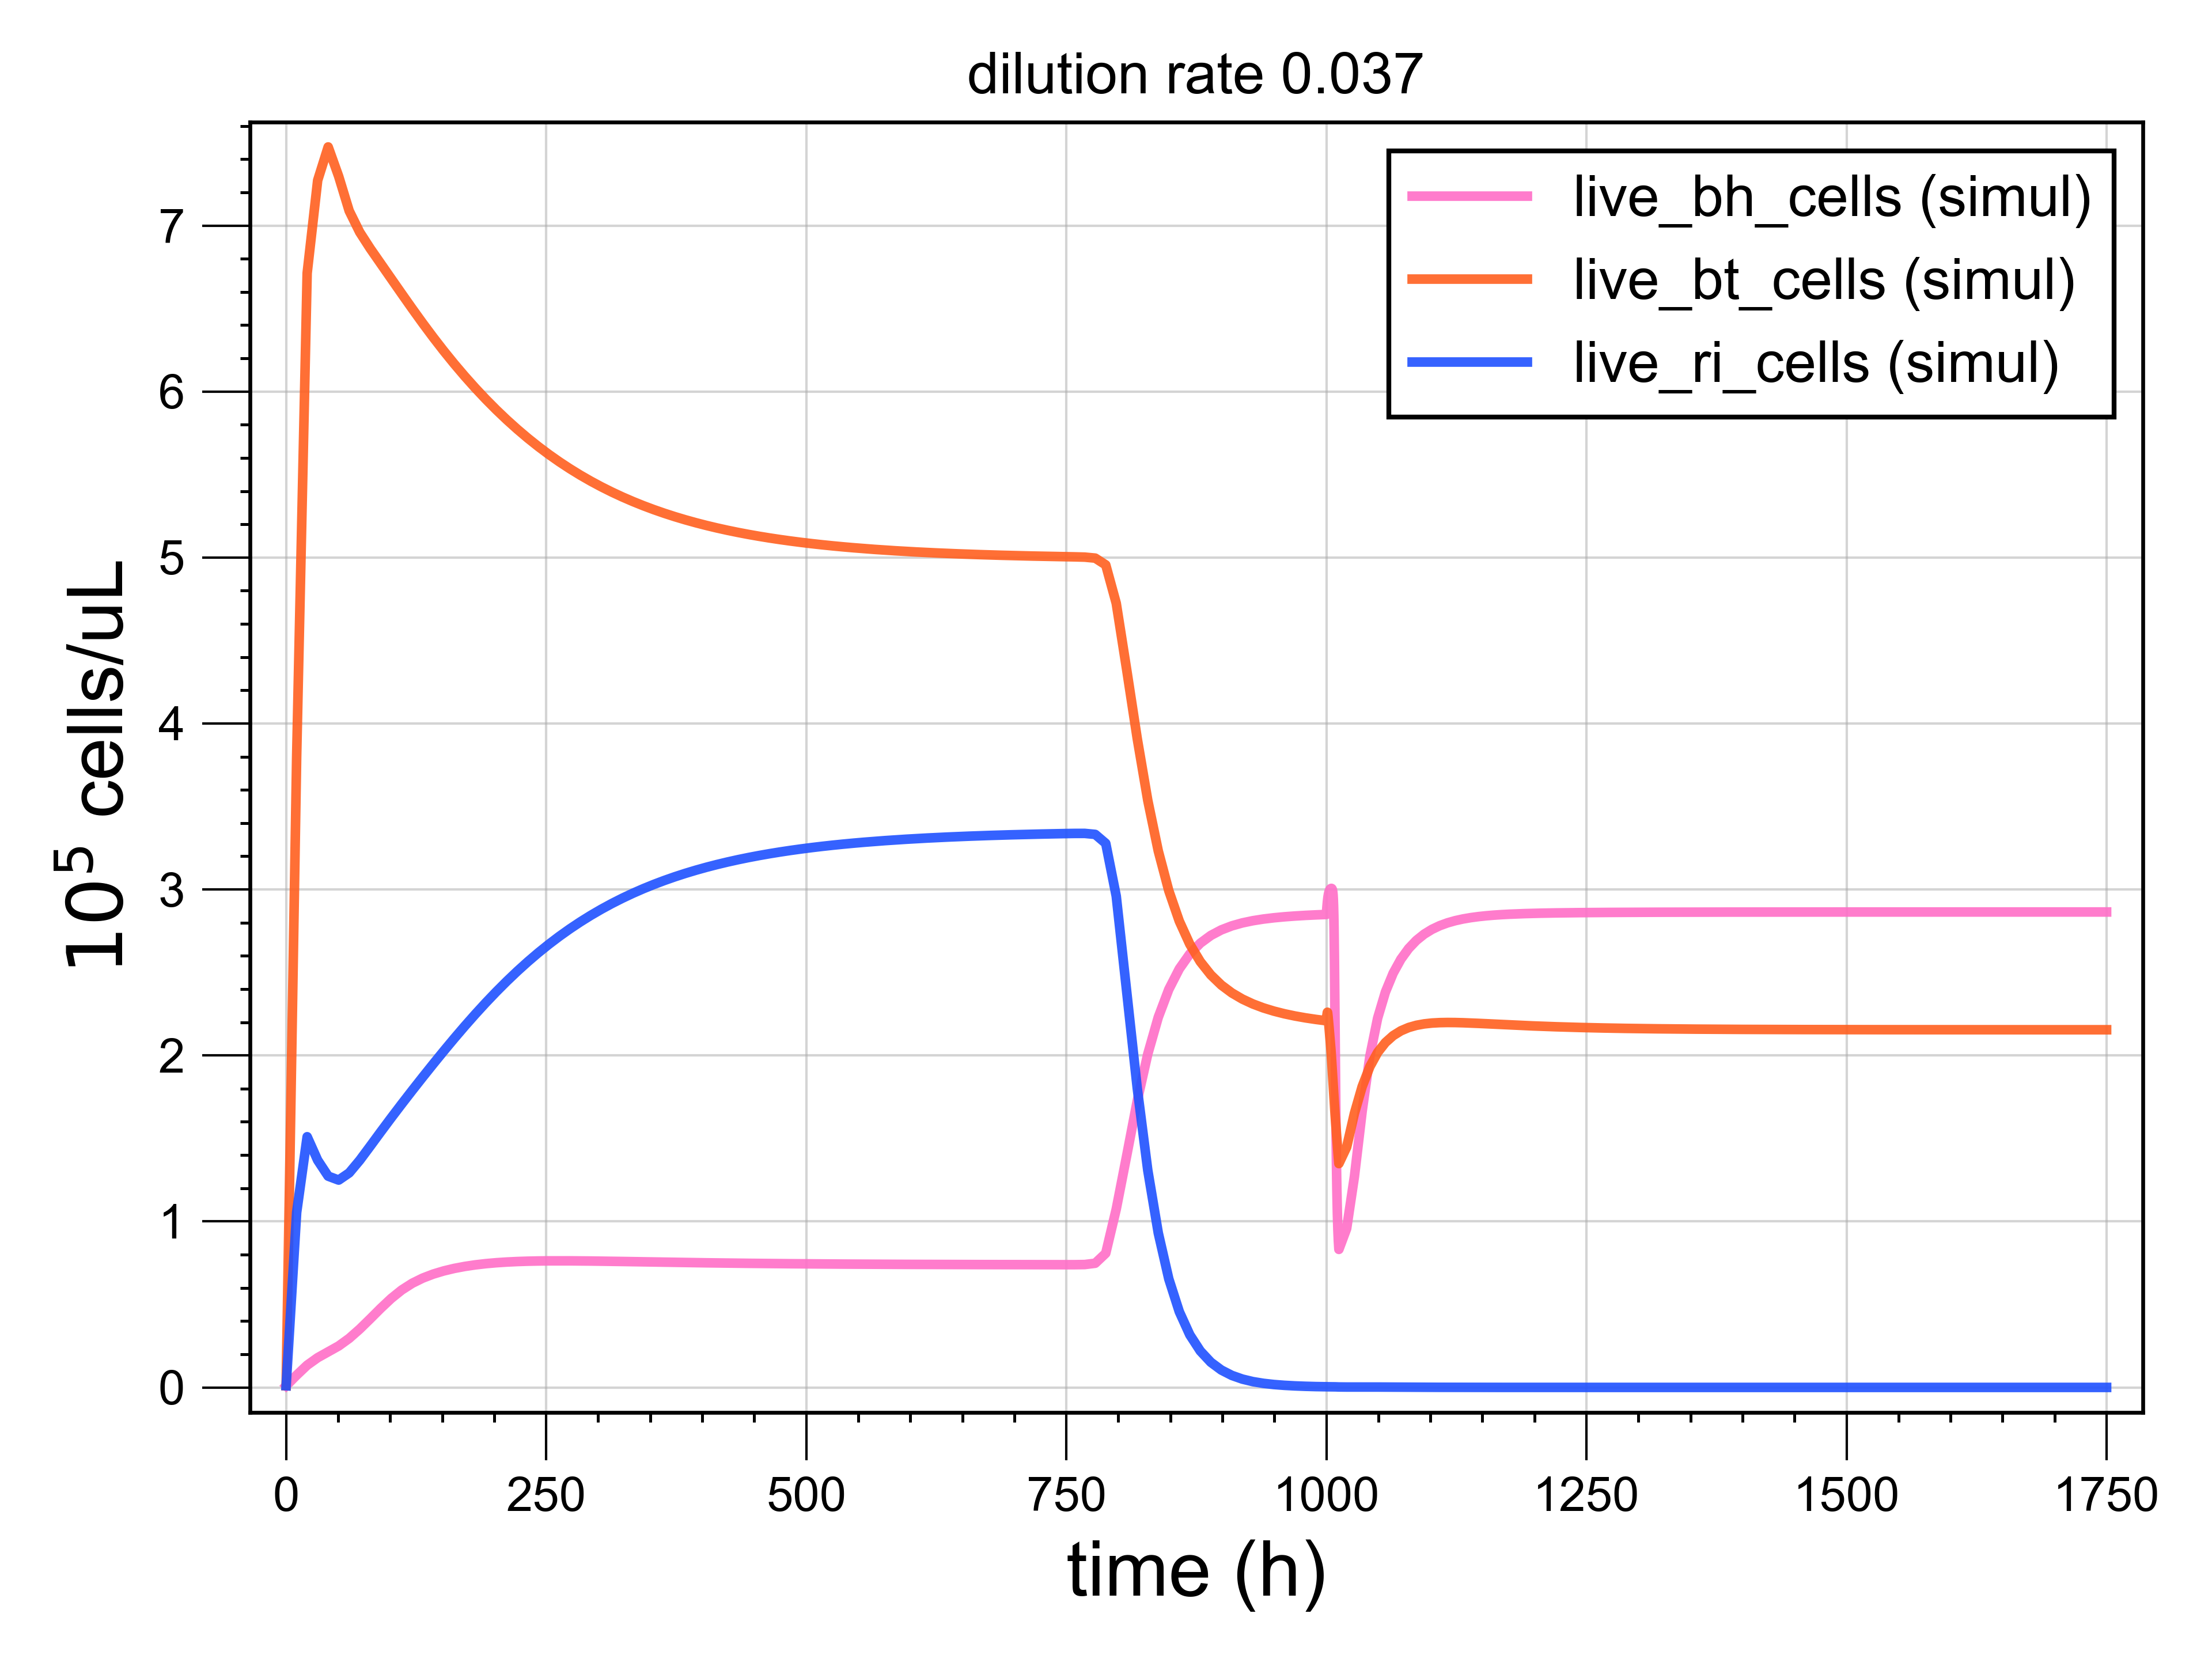 dilution rate 0.037
live_bh_cells (simul)
live_bt_cells (simul)
live_ri_cells (simul)
10⁵ cells/uL
7
6
5
4
3
2
1
0
0 250 500 750 1000 1250 1500 1750
time (h)